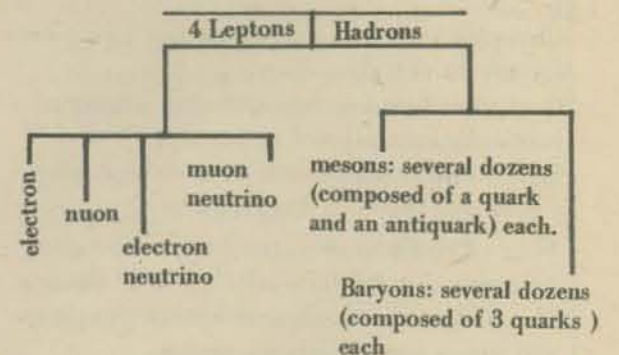 4 Leptons Hadrons
electron
nuon
electron
neutrino
muon
neutrino
mesons: several dozens
(composed of a quark
and an antiquark) each.
Baryons: several dozens
(composed of 3 quarks )
each